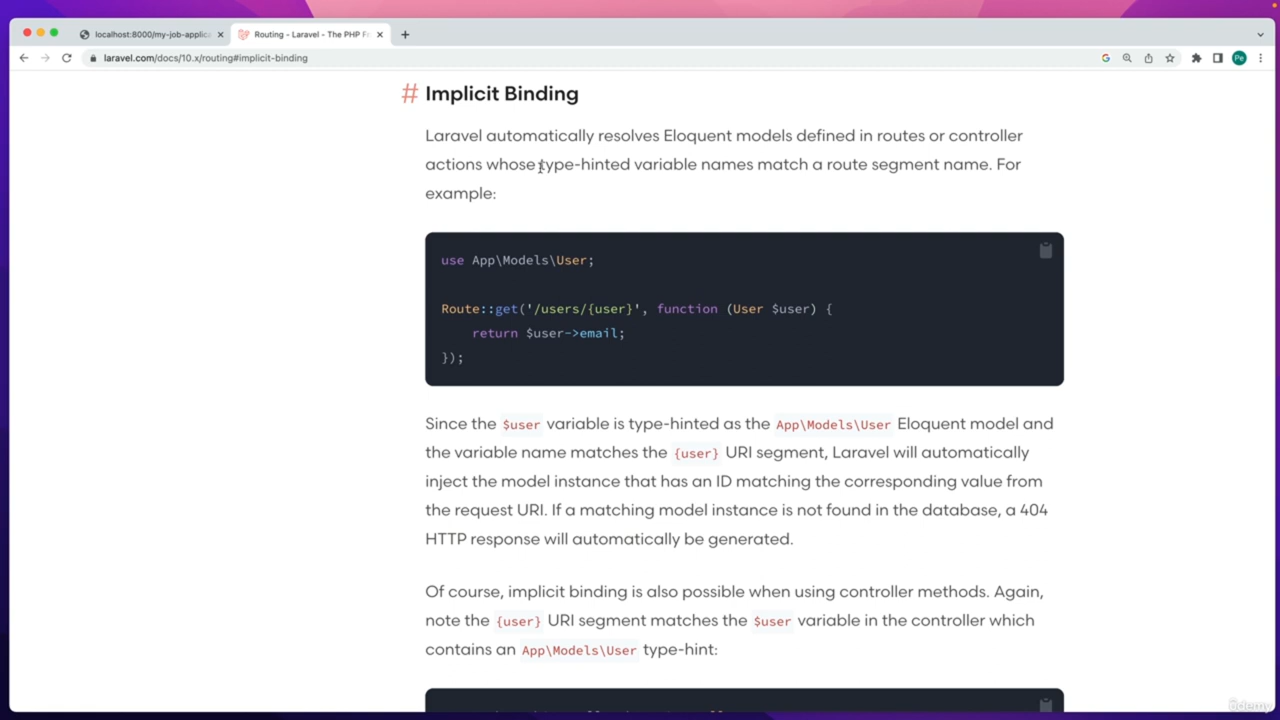 localhost:8000/my-job-applica
Routing - Laravel - The PHP F
laravel.com/docs/10.x/routing#implicit-binding
Pe
# Implicit Binding
Laravel automatically resolves Eloquent models defined in routes or controller
actions whose type-hinted variable names match a route segment name. For
example:
use App\Models\User;
Route::get('/users/{user}', function (User $user) {
return $user->email;
});
Since the $user variable is type-hinted as the App\Models\User Eloquent model and
the variable name matches the {user} URI segment, Laravel will automatically
inject the model instance that has an ID matching the corresponding value from
the request URI. If a matching model instance is not found in the database, a 404
HTTP response will automatically be generated.
Of course, implicit binding is also possible when using controller methods. Again,
note the {user} URI segment matches the $user variable in the controller which
contains an App\Models\User type-hint:
ûdemy